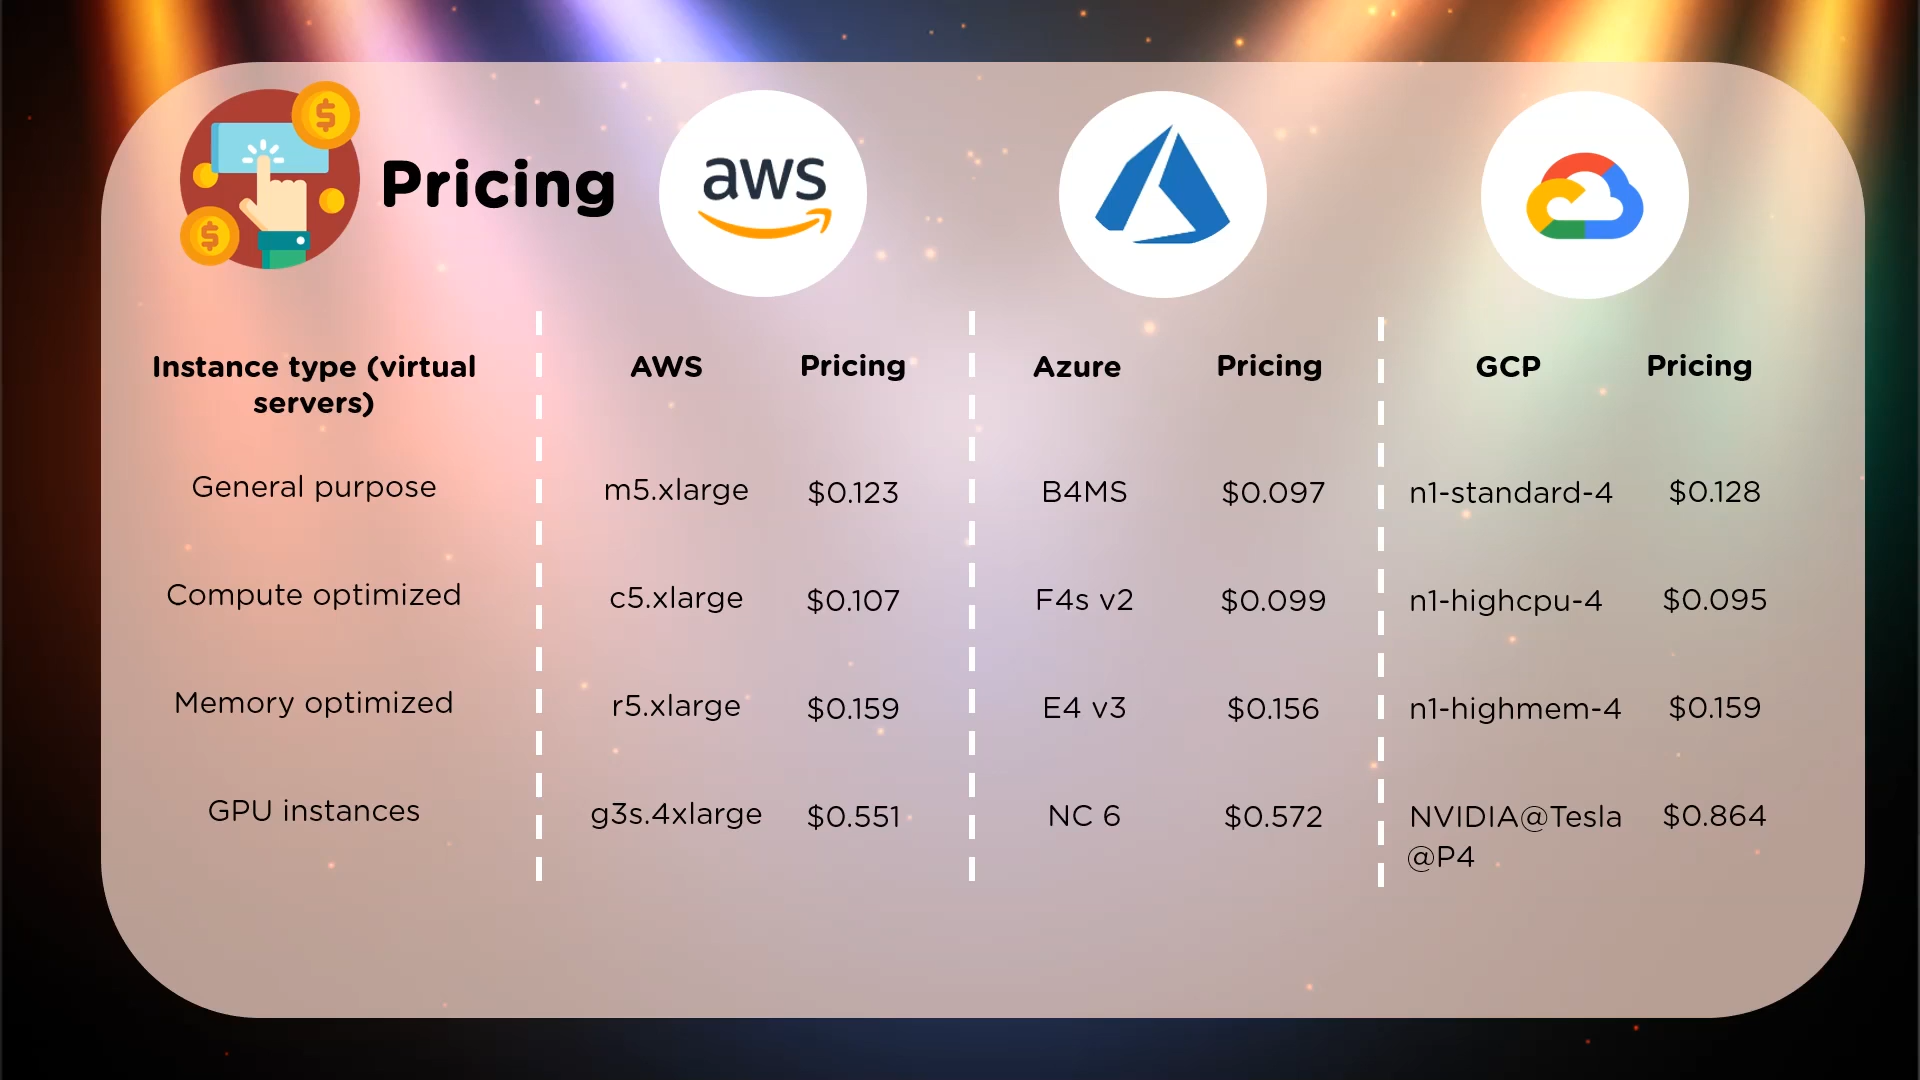 Pricing
aws
Instance type (virtual
servers)
AWS
Pricing
Azure
Pricing
GCP
Pricing
General purpose
m5.xlarge
$0.123
B4MS
$0.097
n1-standard-4
$0.128
Compute optimized
c5.xlarge
$0.107
F4s v2
$0.099
n1-highcpu-4
$0.095
Memory optimized
r5.xlarge
$0.159
E4 v3
$0.156
n1-highmem-4
$0.159
GPU instances
g3s.4xlarge
$0.551
NC 6
$0.572
NVIDIA@Tesla
@P4
$0.864